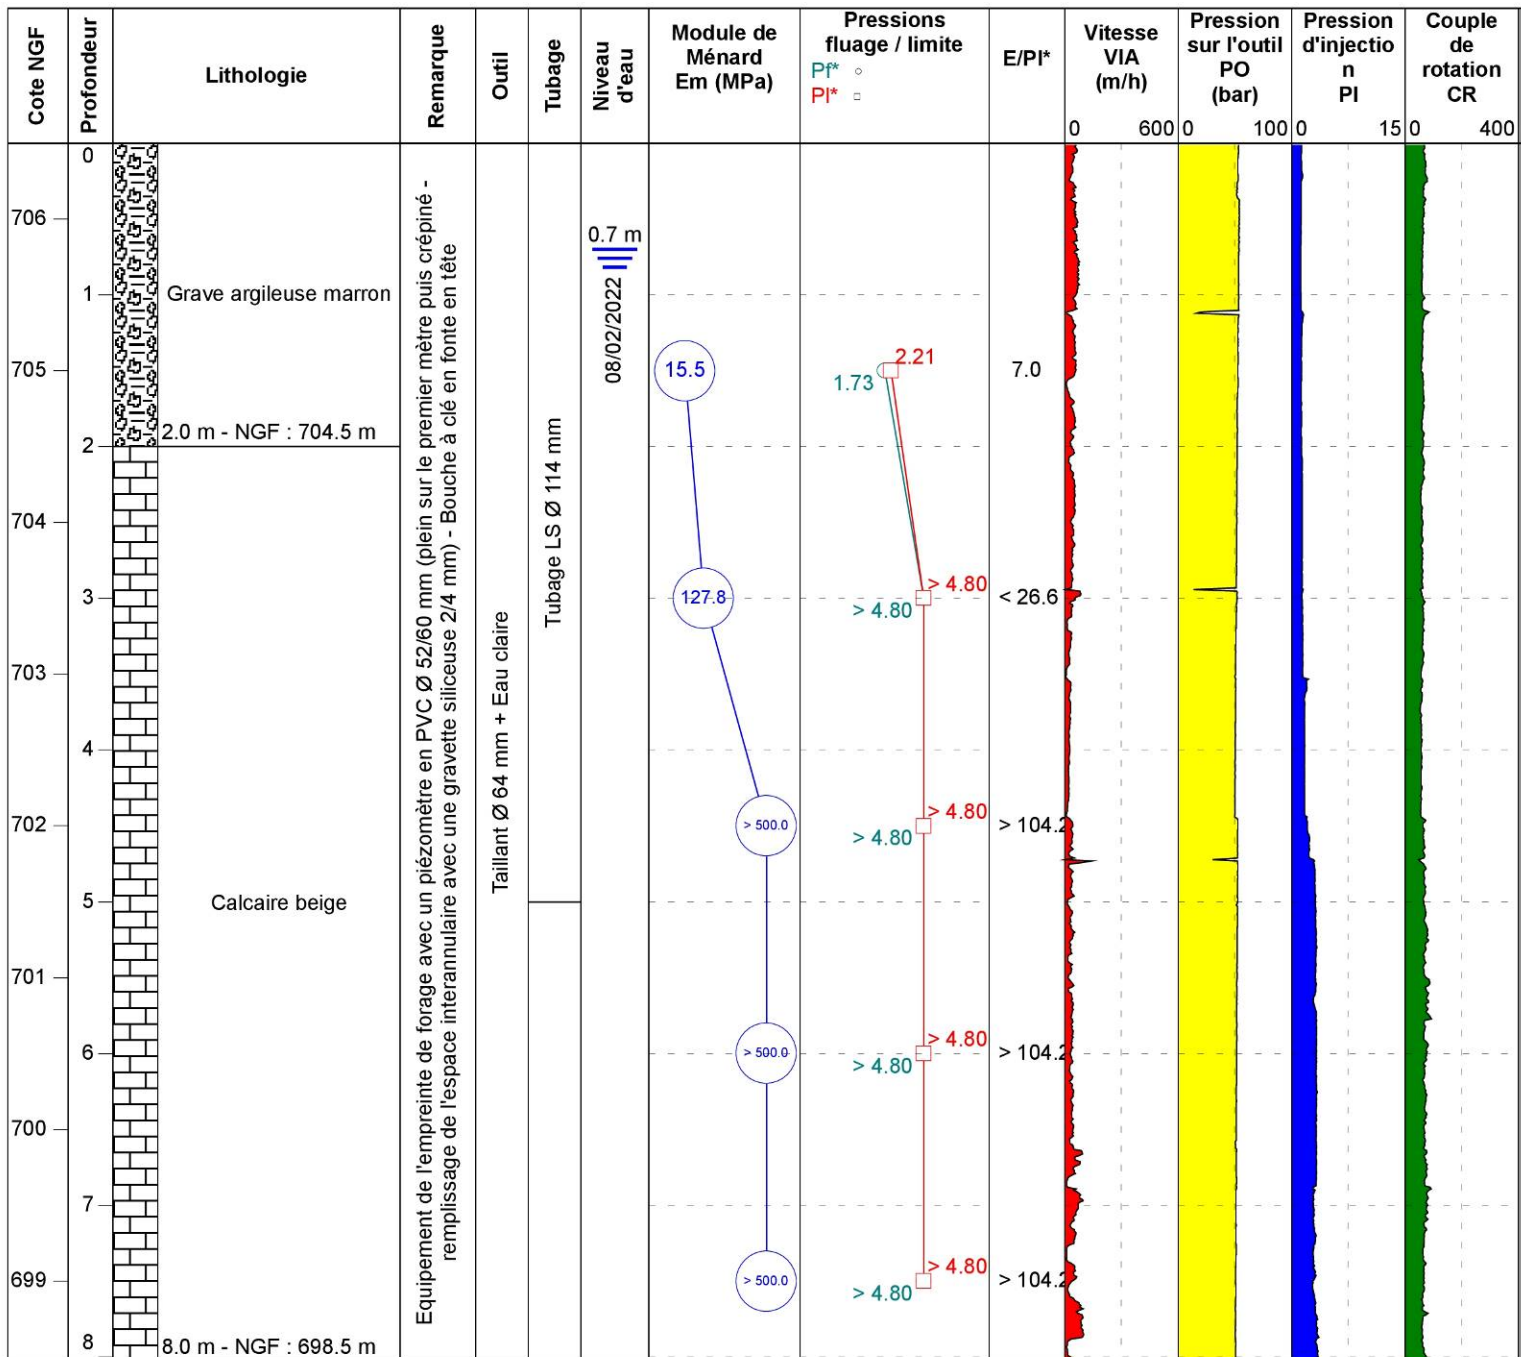 Cote NGF
Profondeur
Lithologie
Remarque
Outil
Tubage
Niveau
d'eau
Module de
Ménard
Em (MPa)
Pressions
fluage / limite
Pf*
Pl*
E/Pl*
Vitesse
VIA
(m/h)
0 600
Pression
sur l'outil
PO
(bar)
0 100
Pression
d'injectio
n
PI
0 15
Couple
de
rotation
CR
0 400
706
705
704
703
702
701
700
699
0
1
2
3
4
5
6
7
8
Grave argileuse marron
2.0 m - NGF : 704.5 m
Calcaire beige
8.0 m - NGF : 698.5 m
Equipement de l'empreinte de forage avec un piézomètre en PVC Ø 52/60 mm (plein sur le premier mètre puis crépiné -
remplissage de l'espace interannulaire avec une gravette siliceuse 2/4 mm) - Bouche à clé en fonte en tête
Taillant Ø 64 mm + Eau claire
Tubage LS Ø 114 mm
0.7 m
08/02/2022
15.5
127.8
> 500.0
> 500.0
> 500.0
2.21
1.73
> 4.80
> 4.80
> 4.80
> 4.80
> 4.80
> 4.80
> 4.80
> 4.80
7.0
< 26.6
> 104.2
> 104.2
> 104.2